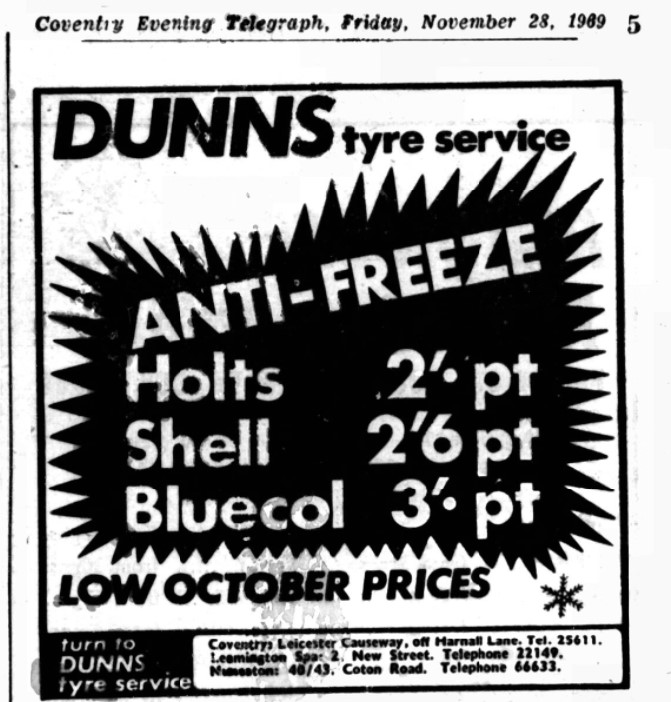 Coventry Evening Telegraph, Friday, November 28, 1969 5
DUNNS tyre service
ANTI-FREEZE
Holts 2'· pt
Shell 2'6 pt
Bluecol 3'· pt
LOW OCTOBER PRICES
turn to
DUNNS
tyre service
Coventry: Leicester Causeway, off Harnall Lane. Tel. 25611.
Leamington Spa: 2, New Street. Telephone 22149.
Nuneaton: 40/43, Coton Road. Telephone 66633.